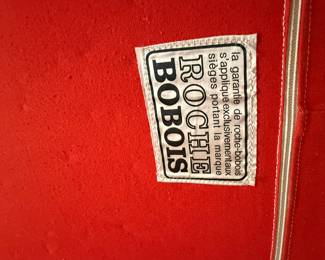 la garantie de roche-bobois
s'applique exclusivement aux
sièges portant la marque
ROCHE
BOBOIS